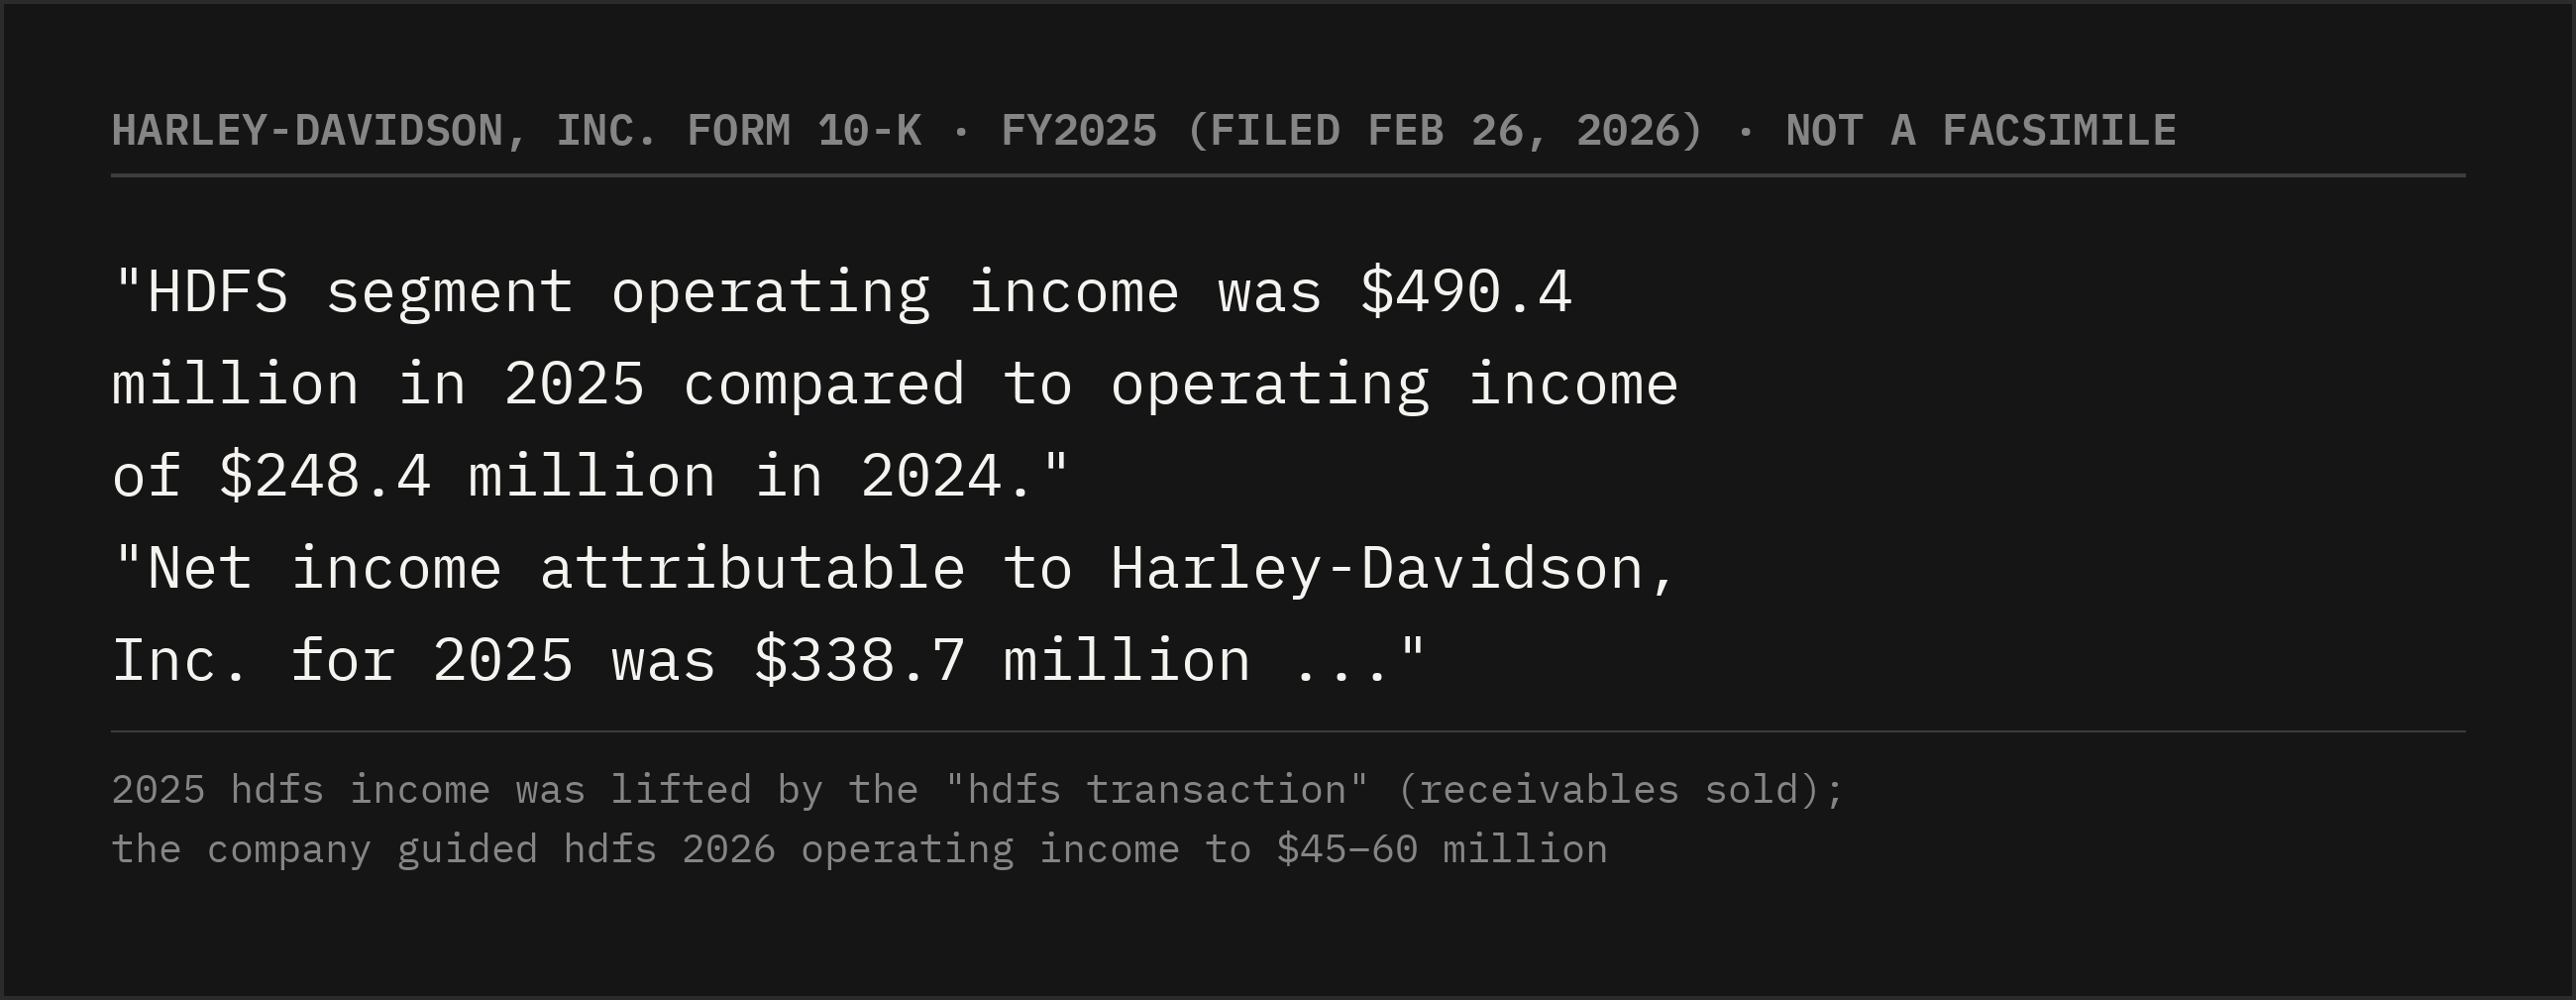 HARLEY-DAVIDSON, INC. FORM 10-K · FY2025 (FILED FEB 26, 2026) · NOT A FACSIMILE
"HDFS segment operating income was $490.4
million in 2025 compared to operating income
of $248.4 million in 2024."
"Net income attributable to Harley-Davidson,
Inc. for 2025 was $338.7 million ..."
2025 hdfs income was lifted by the "hdfs transaction" (receivables sold);
the company guided hdfs 2026 operating income to $45–60 million